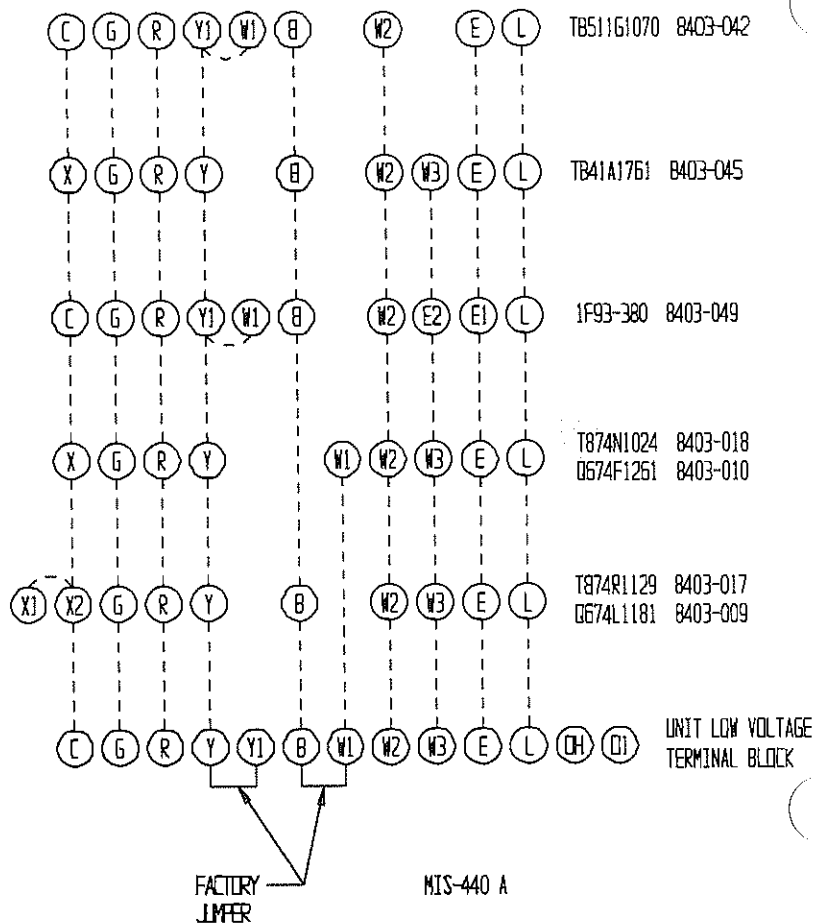 C G R Y1 W1 B W2 E L TB511G1070 8403-042
X G R Y B W2 W3 E L TB41A1761 8403-045
C G R Y1 W1 B W2 E2 E1 L 1F93-380 8403-049
X G R Y W1 W2 W3 E L T874N1024 8403-018
Q674F1261 8403-010
X1 X2 G R Y B W2 W3 E L T874R1129 8403-017
Q674L1181 8403-009
C G R Y Y1 B W1 W2 W3 E L OH O1 UNIT LOW VOLTAGE
TERMINAL BLOCK
FACTORY
JUMPER
MIS-440 A